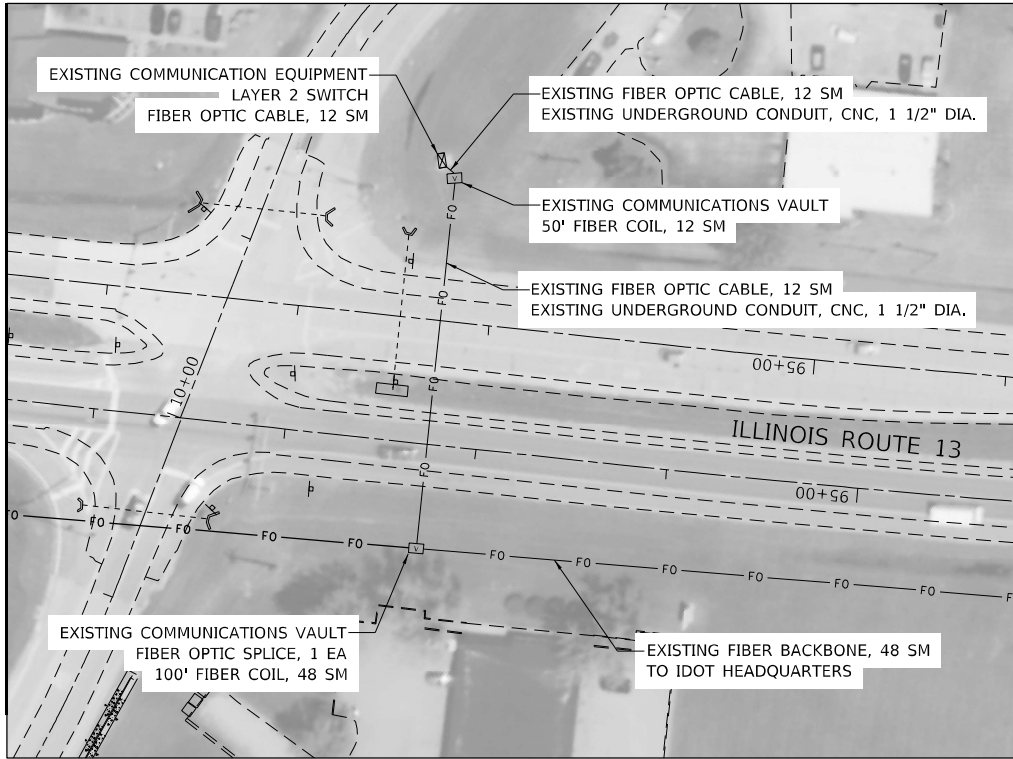 EXISTING COMMUNICATION EQUIPMENT
LAYER 2 SWITCH
FIBER OPTIC CABLE, 12 SM
EXISTING FIBER OPTIC CABLE, 12 SM
EXISTING UNDERGROUND CONDUIT, CNC, 1 1/2" DIA.
V
EXISTING COMMUNICATIONS VAULT
50' FIBER COIL, 12 SM
FO
EXISTING FIBER OPTIC CABLE, 12 SM
EXISTING UNDERGROUND CONDUIT, CNC, 1 1/2" DIA.
FO
95+00
10+00
FO
ILLINOIS ROUTE 13
FO
95+00
FO
FO
FO
FO
FO
V
FO
FO
FO
FO
FO
FO
F
EXISTING COMMUNICATIONS VAULT
FIBER OPTIC SPLICE, 1 EA
100' FIBER COIL, 48 SM
EXISTING FIBER BACKBONE, 48 SM
TO IDOT HEADQUARTERS